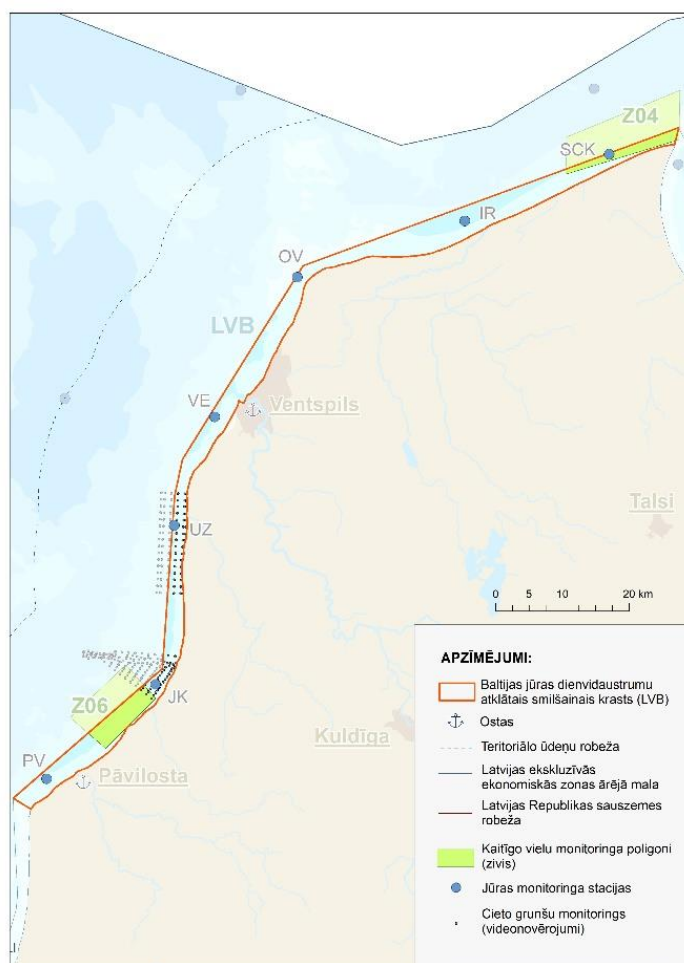 Z04
SCK
IR
OV
LVB
VE
Ventspils
UZ
Talsi
0 5 10 20 km
Z06
JK
Kuldīga
PV
Pāvilosta
APZĪMĒJUMI:
Baltijas jūras dienvidaustrumu
atklātais smilšainais krasts (LVB)
Ostas
Teritoriālo ūdeņu robeža
Latvijas ekskluzīvās
ekonomiskās zonas ārējā mala
Latvijas Republikas sauszemes
robeža
Kaitīgo vielu monitoringa poligoni
(zivis)
Jūras monitoringa stacijas
Cieto grunšu monitorings
(videonovērojumi)